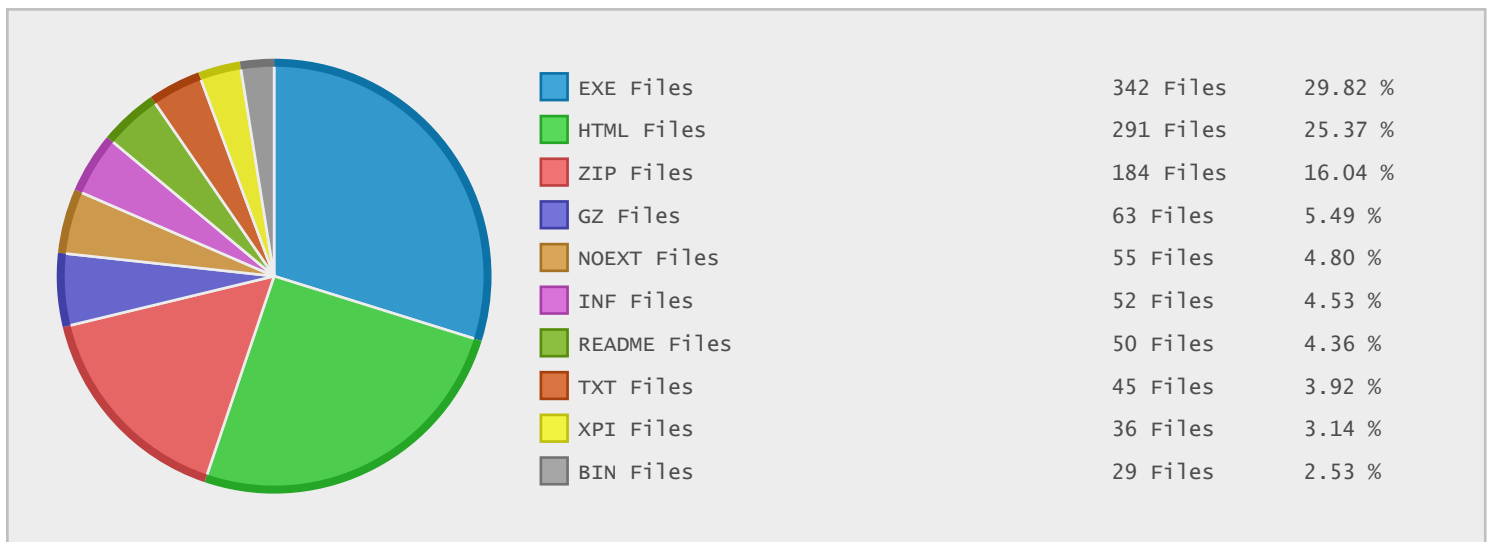 EXE Files 342 Files 29.82 %
HTML Files 291 Files 25.37 %
ZIP Files 184 Files 16.04 %
GZ Files 63 Files 5.49 %
NOEXT Files 55 Files 4.80 %
INF Files 52 Files 4.53 %
README Files 50 Files 4.36 %
TXT Files 45 Files 3.92 %
XPI Files 36 Files 3.14 %
BIN Files 29 Files 2.53 %